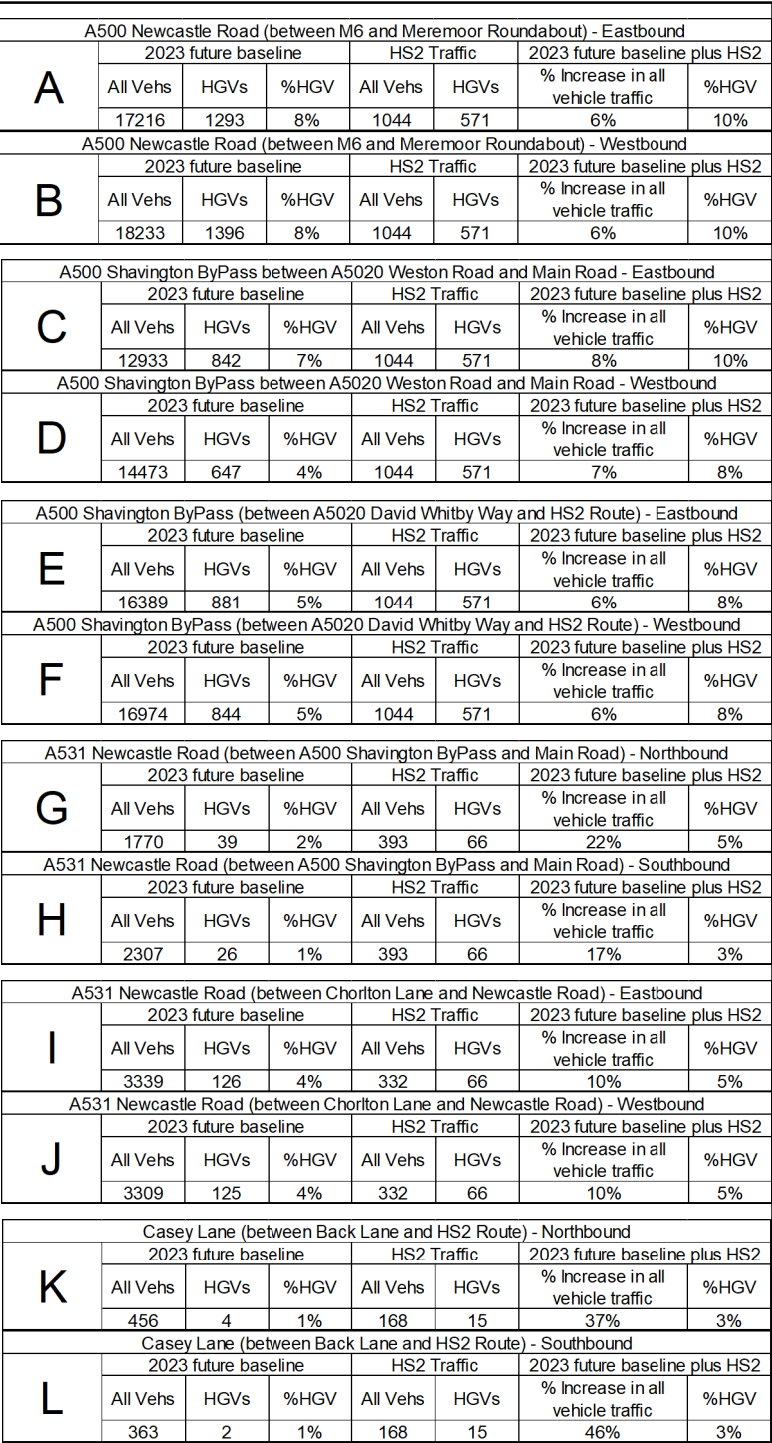 A500 Newcastle Road (between M6 and Meremoor Roundabout) - Eastbound
A
2023 future baseline HS2 Traffic 2023 future baseline plus HS2
All Vehs HGVs %HGV All Vehs HGVs % Increase in all vehicle traffic %HGV
17216 1293 8% 1044 571 6% 10%
A500 Newcastle Road (between M6 and Meremoor Roundabout) - Westbound
B
2023 future baseline HS2 Traffic 2023 future baseline plus HS2
All Vehs HGVs %HGV All Vehs HGVs % Increase in all vehicle traffic %HGV
18233 1396 8% 1044 571 6% 10%
A500 Shavington ByPass between A5020 Weston Road and Main Road - Eastbound
C
2023 future baseline HS2 Traffic 2023 future baseline plus HS2
All Vehs HGVs %HGV All Vehs HGVs % Increase in all vehicle traffic %HGV
12933 842 7% 1044 571 8% 10%
A500 Shavington ByPass between A5020 Weston Road and Main Road - Westbound
D
2023 future baseline HS2 Traffic 2023 future baseline plus HS2
All Vehs HGVs %HGV All Vehs HGVs % Increase in all vehicle traffic %HGV
14473 647 4% 1044 571 7% 8%
A500 Shavington ByPass (between A5020 David Whitby Way and HS2 Route) - Eastbound
E
2023 future baseline HS2 Traffic 2023 future baseline plus HS2
All Vehs HGVs %HGV All Vehs HGVs % Increase in all vehicle traffic %HGV
16389 881 5% 1044 571 6% 8%
A500 Shavington ByPass (between A5020 David Whitby Way and HS2 Route) - Westbound
F
2023 future baseline HS2 Traffic 2023 future baseline plus HS2
All Vehs HGVs %HGV All Vehs HGVs % Increase in all vehicle traffic %HGV
16974 844 5% 1044 571 6% 8%
A531 Newcastle Road (between A500 Shavington ByPass and Main Road) - Northbound
G
2023 future baseline HS2 Traffic 2023 future baseline plus HS2
All Vehs HGVs %HGV All Vehs HGVs % Increase in all vehicle traffic %HGV
1770 39 2% 393 66 22% 5%
A531 Newcastle Road (between A500 Shavington ByPass and Main Road) - Southbound
H
2023 future baseline HS2 Traffic 2023 future baseline plus HS2
All Vehs HGVs %HGV All Vehs HGVs % Increase in all vehicle traffic %HGV
2307 26 1% 393 66 17% 3%
A531 Newcastle Road (between Chorlton Lane and Newcastle Road) - Eastbound
I
2023 future baseline HS2 Traffic 2023 future baseline plus HS2
All Vehs HGVs %HGV All Vehs HGVs % Increase in all vehicle traffic %HGV
3339 126 4% 332 66 10% 5%
A531 Newcastle Road (between Chorlton Lane and Newcastle Road) - Westbound
J
2023 future baseline HS2 Traffic 2023 future baseline plus HS2
All Vehs HGVs %HGV All Vehs HGVs % Increase in all vehicle traffic %HGV
3309 125 4% 332 66 10% 5%
Casey Lane (between Back Lane and HS2 Route) - Northbound
K
2023 future baseline HS2 Traffic 2023 future baseline plus HS2
All Vehs HGVs %HGV All Vehs HGVs % Increase in all vehicle traffic %HGV
456 4 1% 168 15 37% 3%
Casey Lane (between Back Lane and HS2 Route) - Southbound
L
2023 future baseline HS2 Traffic 2023 future baseline plus HS2
All Vehs HGVs %HGV All Vehs HGVs % Increase in all vehicle traffic %HGV
363 2 1% 168 15 46% 3%